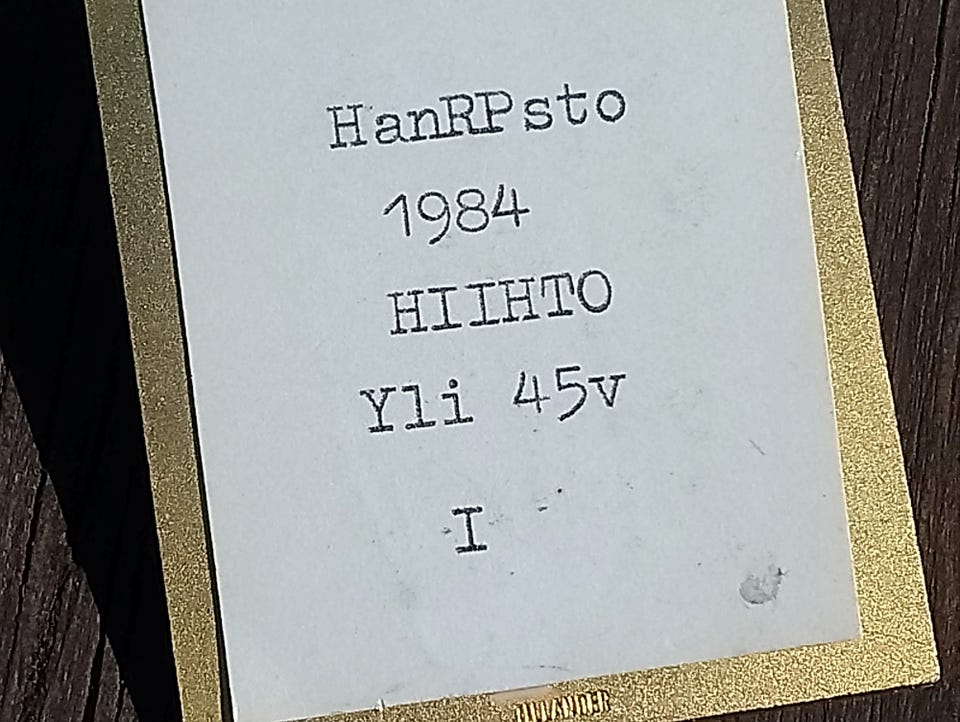 HanRPsto
1984
HIIHTO
Yli 45v
I